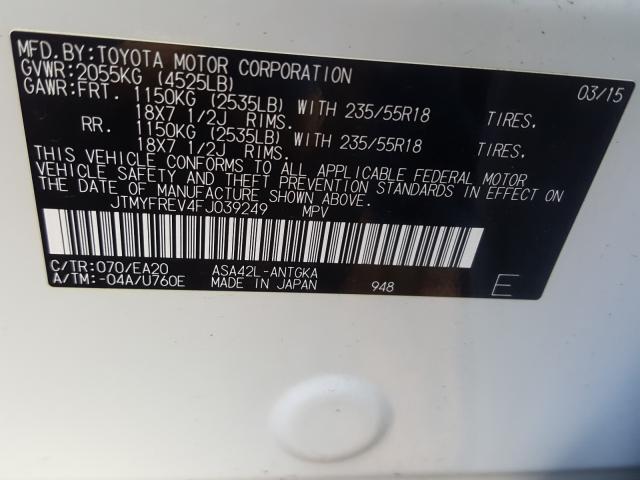 MFD.BY:TOYOTA MOTOR CORPORATION 03/15
GVWR:2055KG (4525LB)
GAWR:FRT. 1150KG (2535LB) WITH 235/55R18 TIRES.
18X7 1/2J RIMS.
RR. 1150KG (2535LB) WITH 235/55R18 TIRES.
18X7 1/2J RIMS.
THIS VEHICLE CONFORMS TO ALL APPLICABLE FEDERAL MOTOR
VEHICLE SAFETY AND THEFT PREVENTION STANDARDS IN EFFECT ON
THE DATE OF MANUFACTURE SHOWN ABOVE.
JTMYFREV4FJ039249 MPV
C/TR:070/EA20 ASA42L-ANTGKA
A/TM:-04A/U760E MADE IN JAPAN 948 E